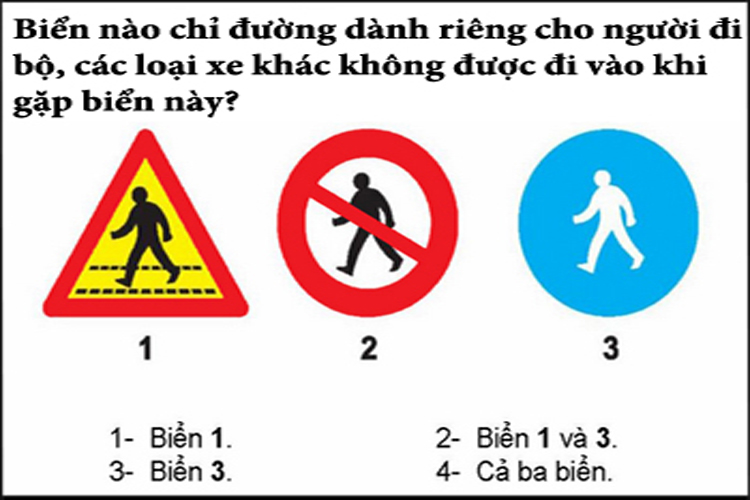 Biển nào chỉ đường dành riêng cho người đi
bộ, các loại xe khác không được đi vào khi
gặp biển này?
1 2 3
1- Biển 1. 2- Biển 1 và 3.
3- Biển 3. 4- Cả ba biển.